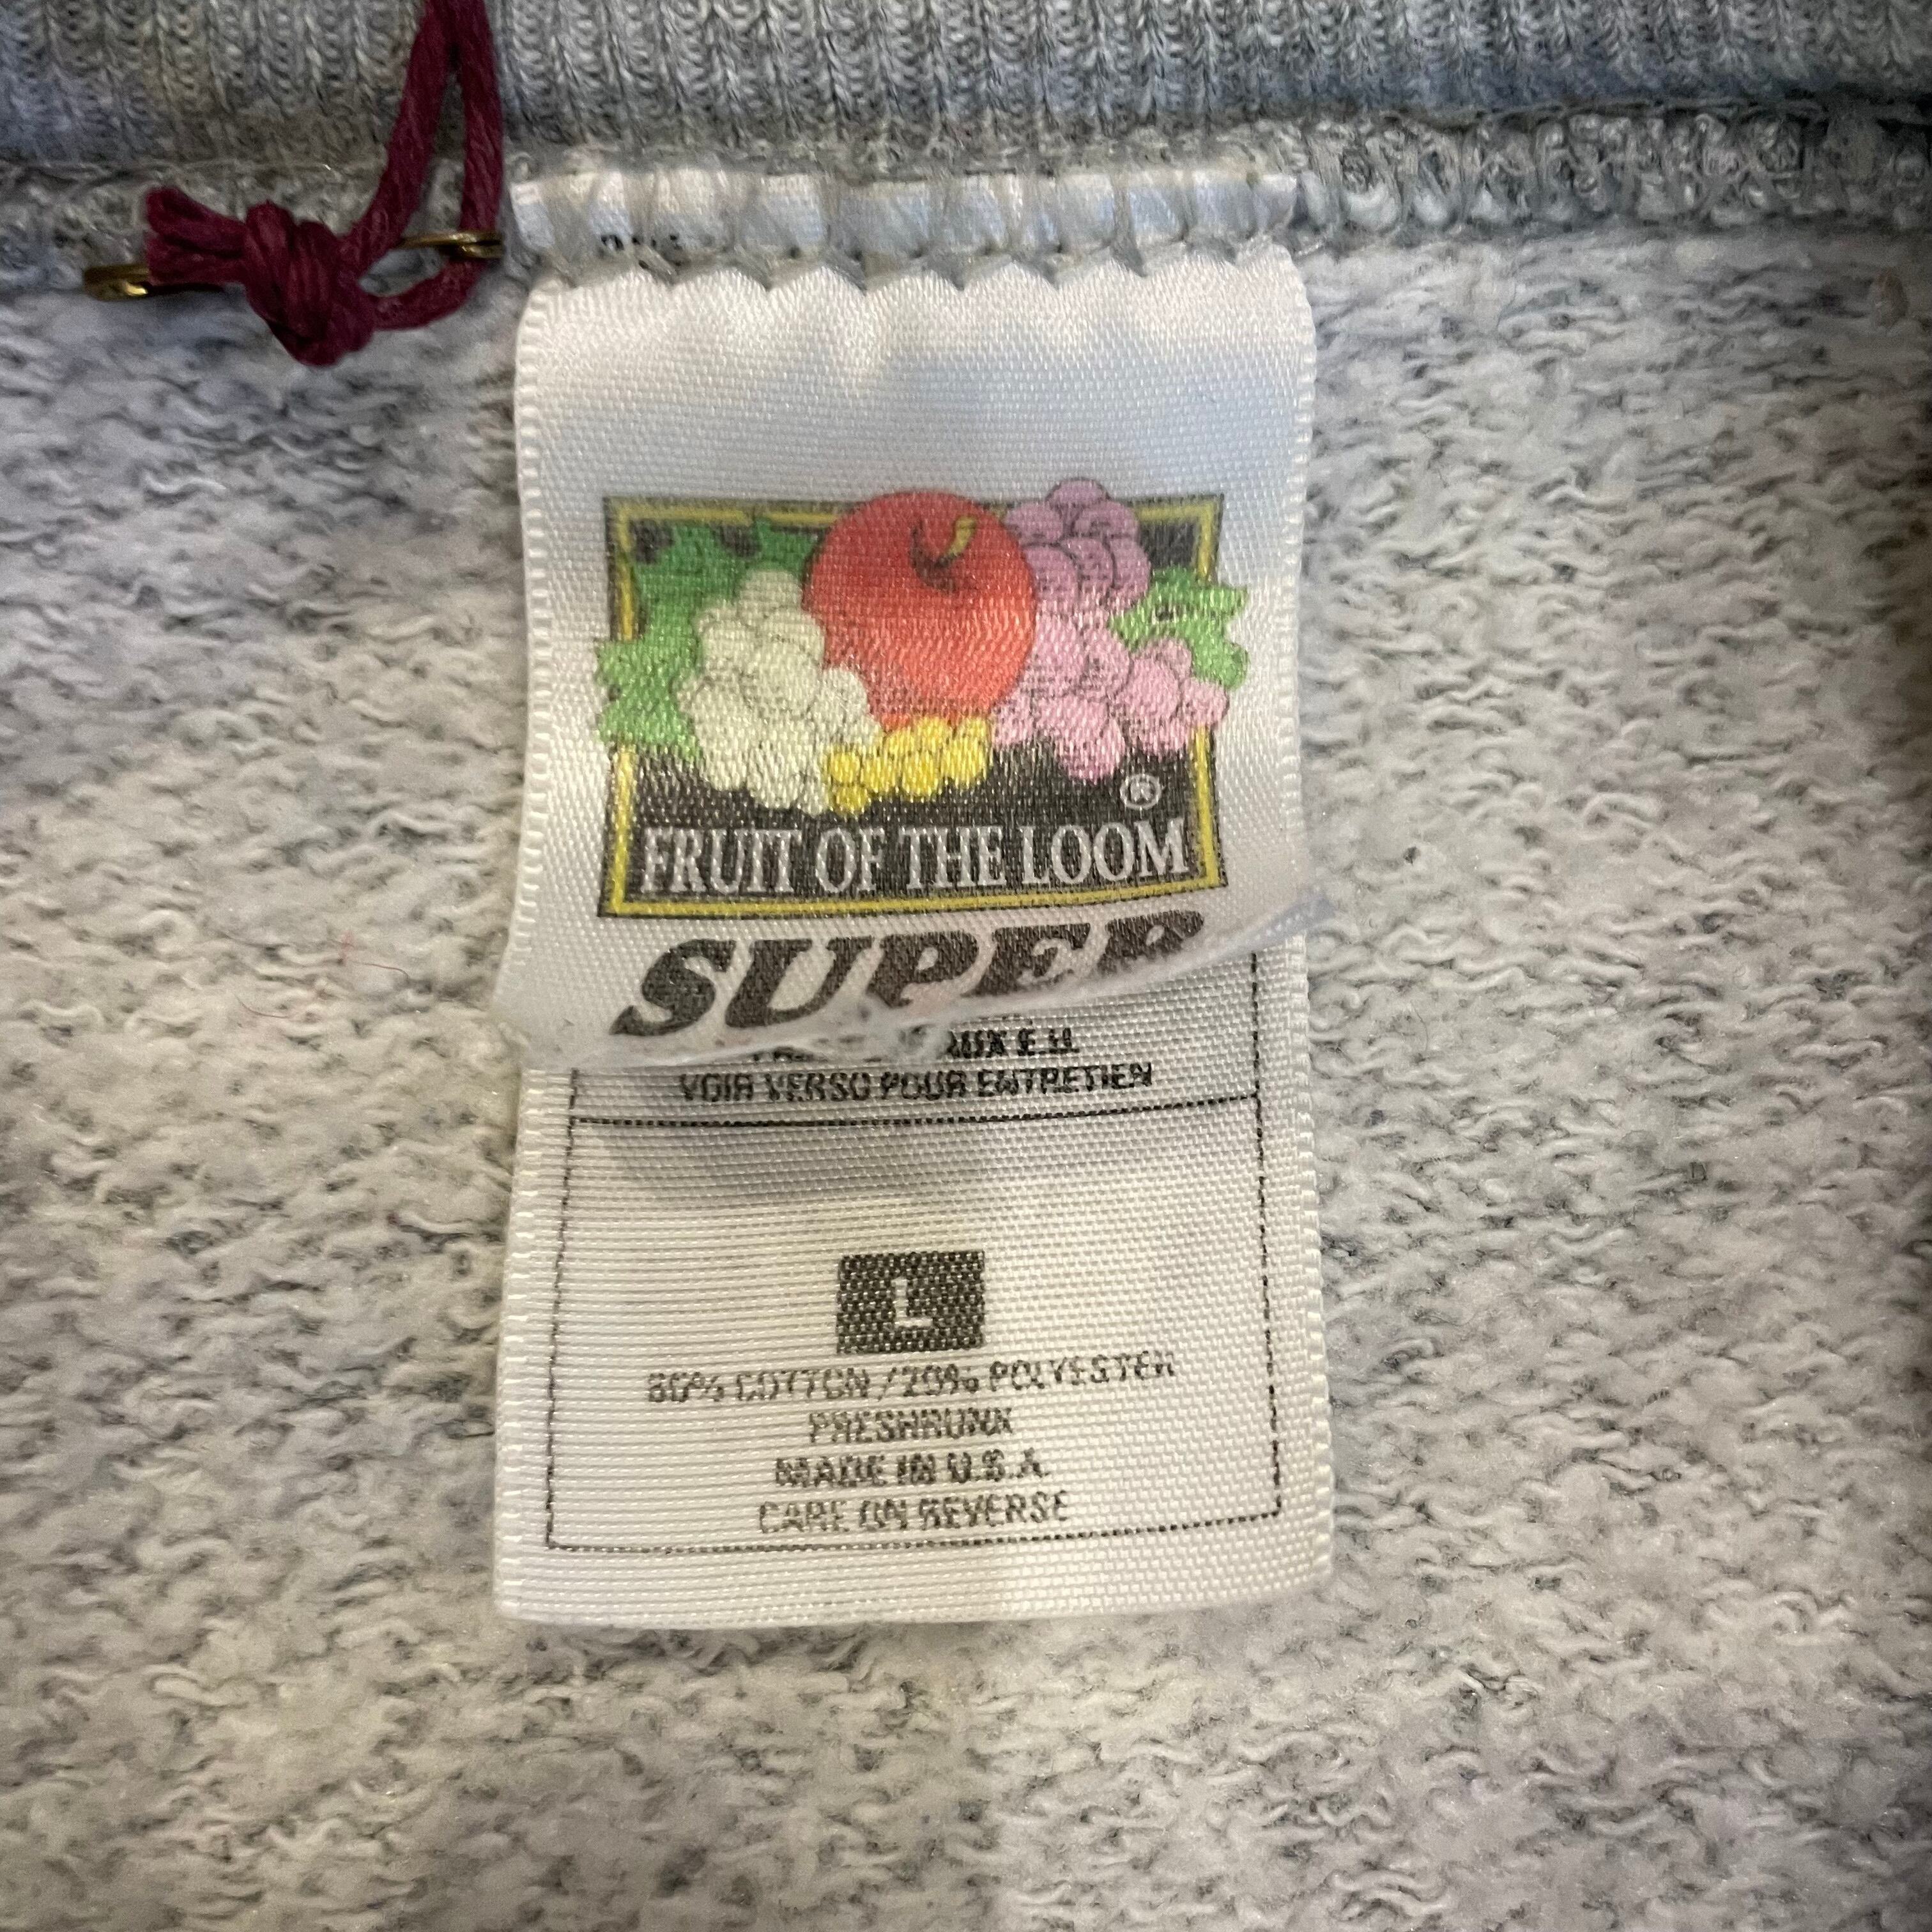 ®
FRUIT OF THE LOOM
SUPER
AUX É.U.
VOIR VERSO POUR ENTRETIEN
L
80% COTTON / 20% POLYESTER
PRESHRUNK
MADE IN U.S.A.
CARE ON REVERSE